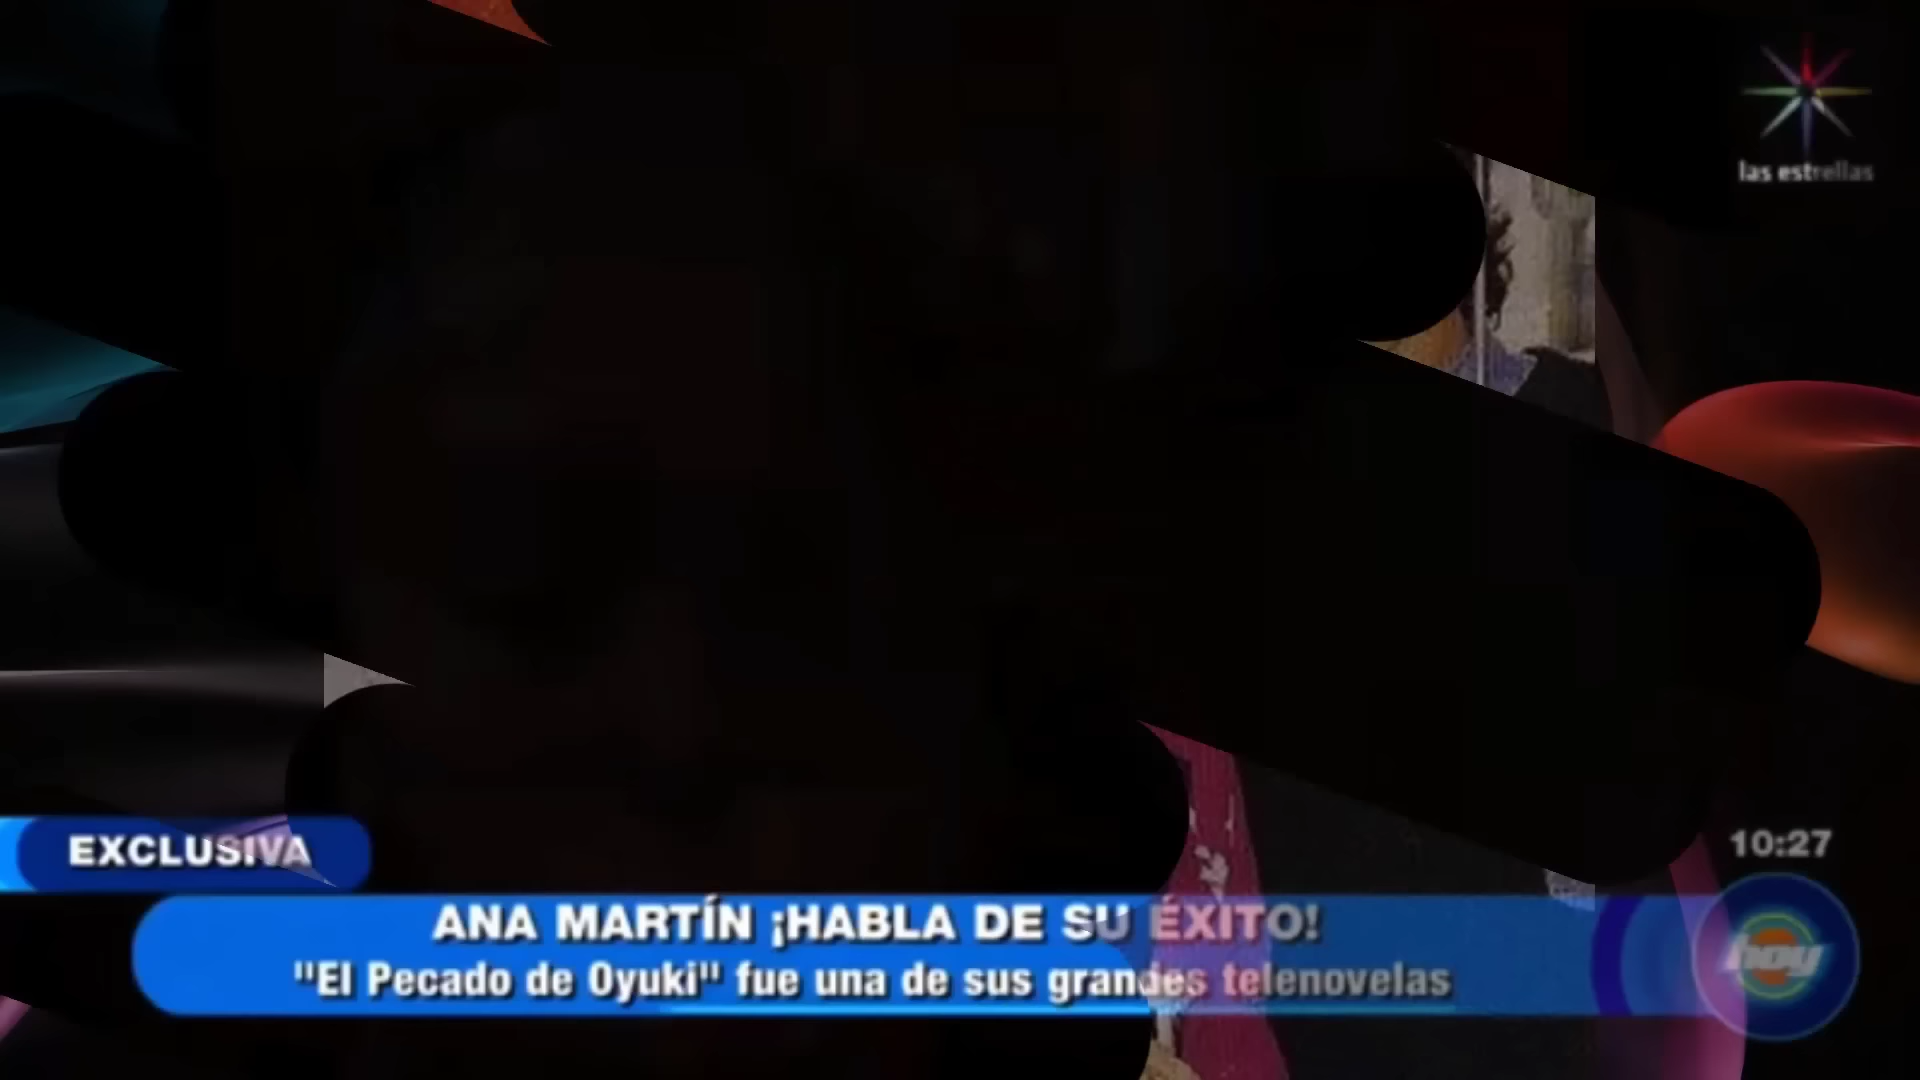 las estrellas
EXCLUSIVA
10:27
ANA MARTÍN ¡HABLA DE SU ÉXITO!
"El Pecado de Oyuki" fue una de sus grandes telenovelas
hoy